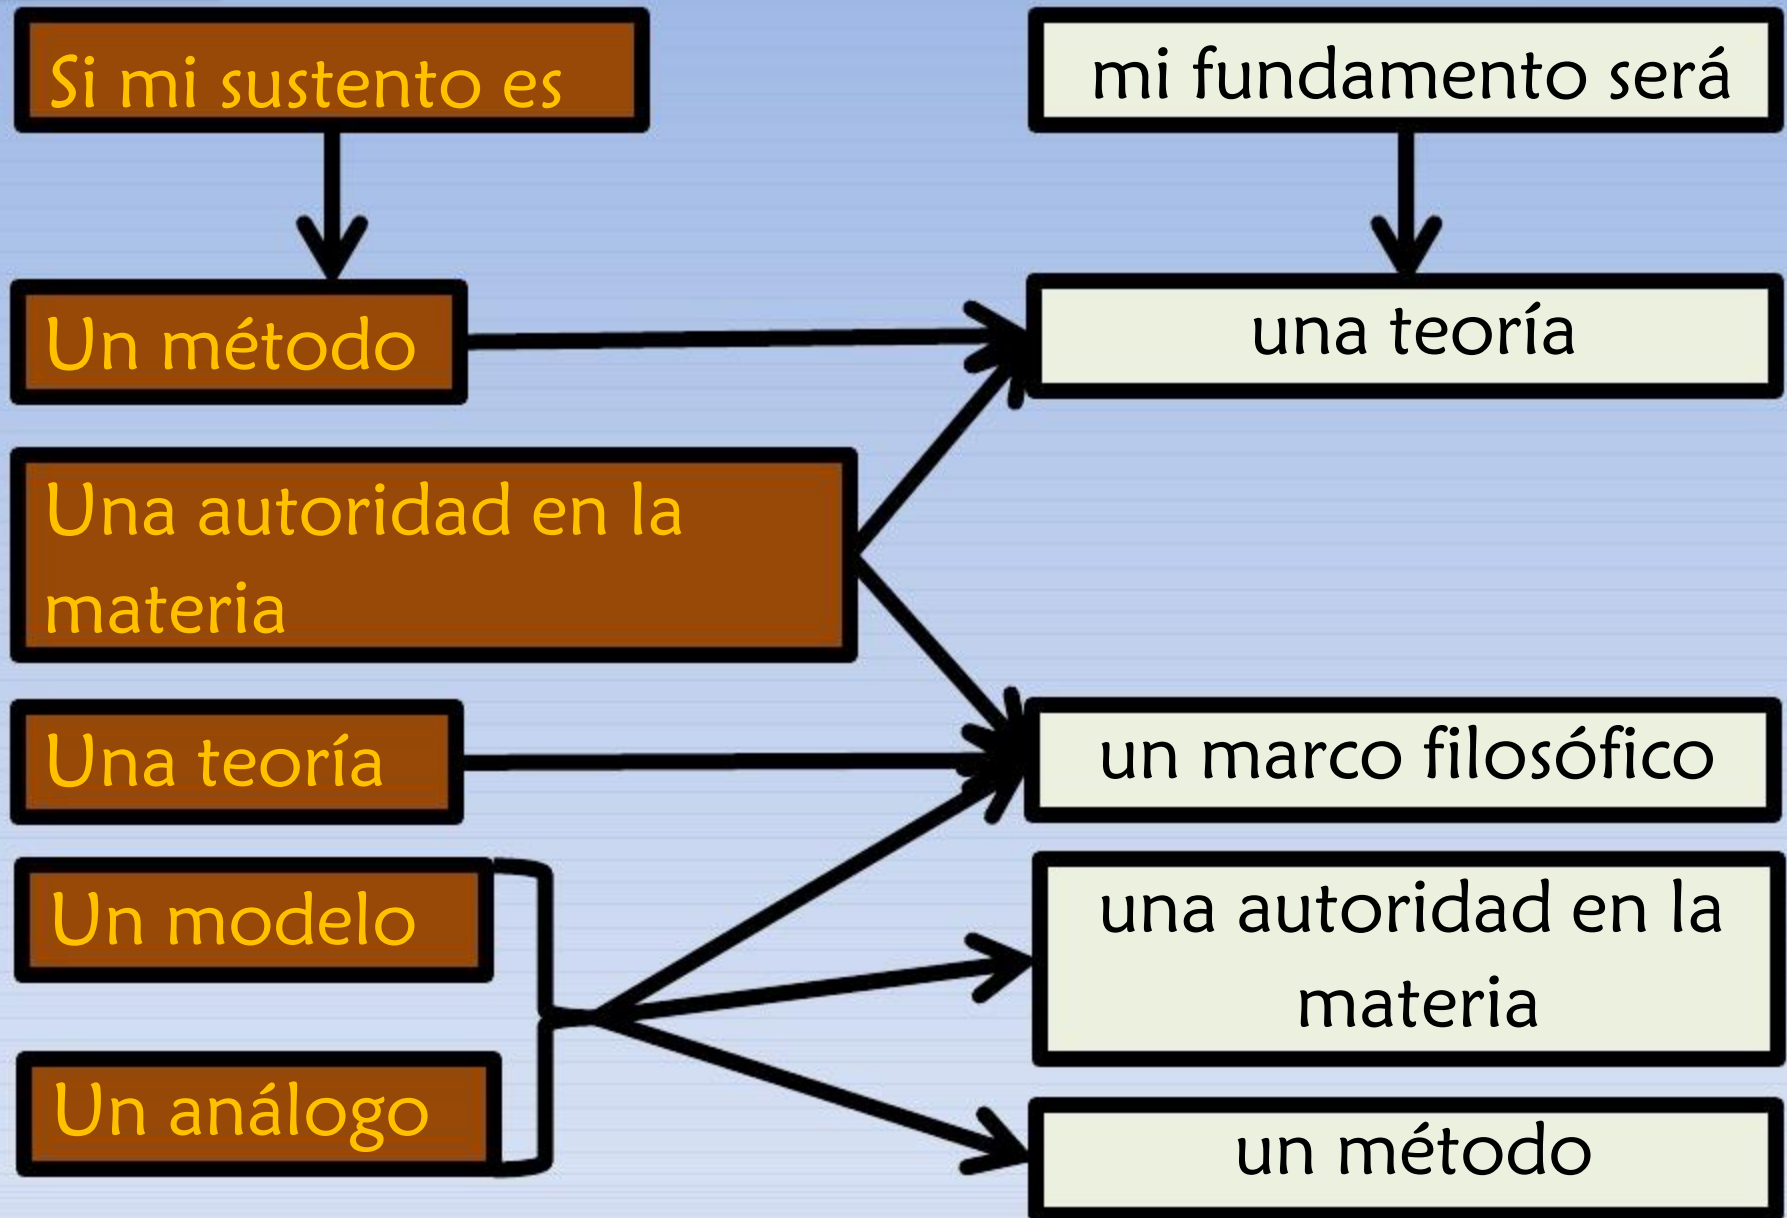 Si mi sustento es
mi fundamento será
Un método
una teoría
Una autoridad en la
materia
Una teoría
un marco filosófico
Un modelo
una autoridad en la
materia
Un análogo
un método